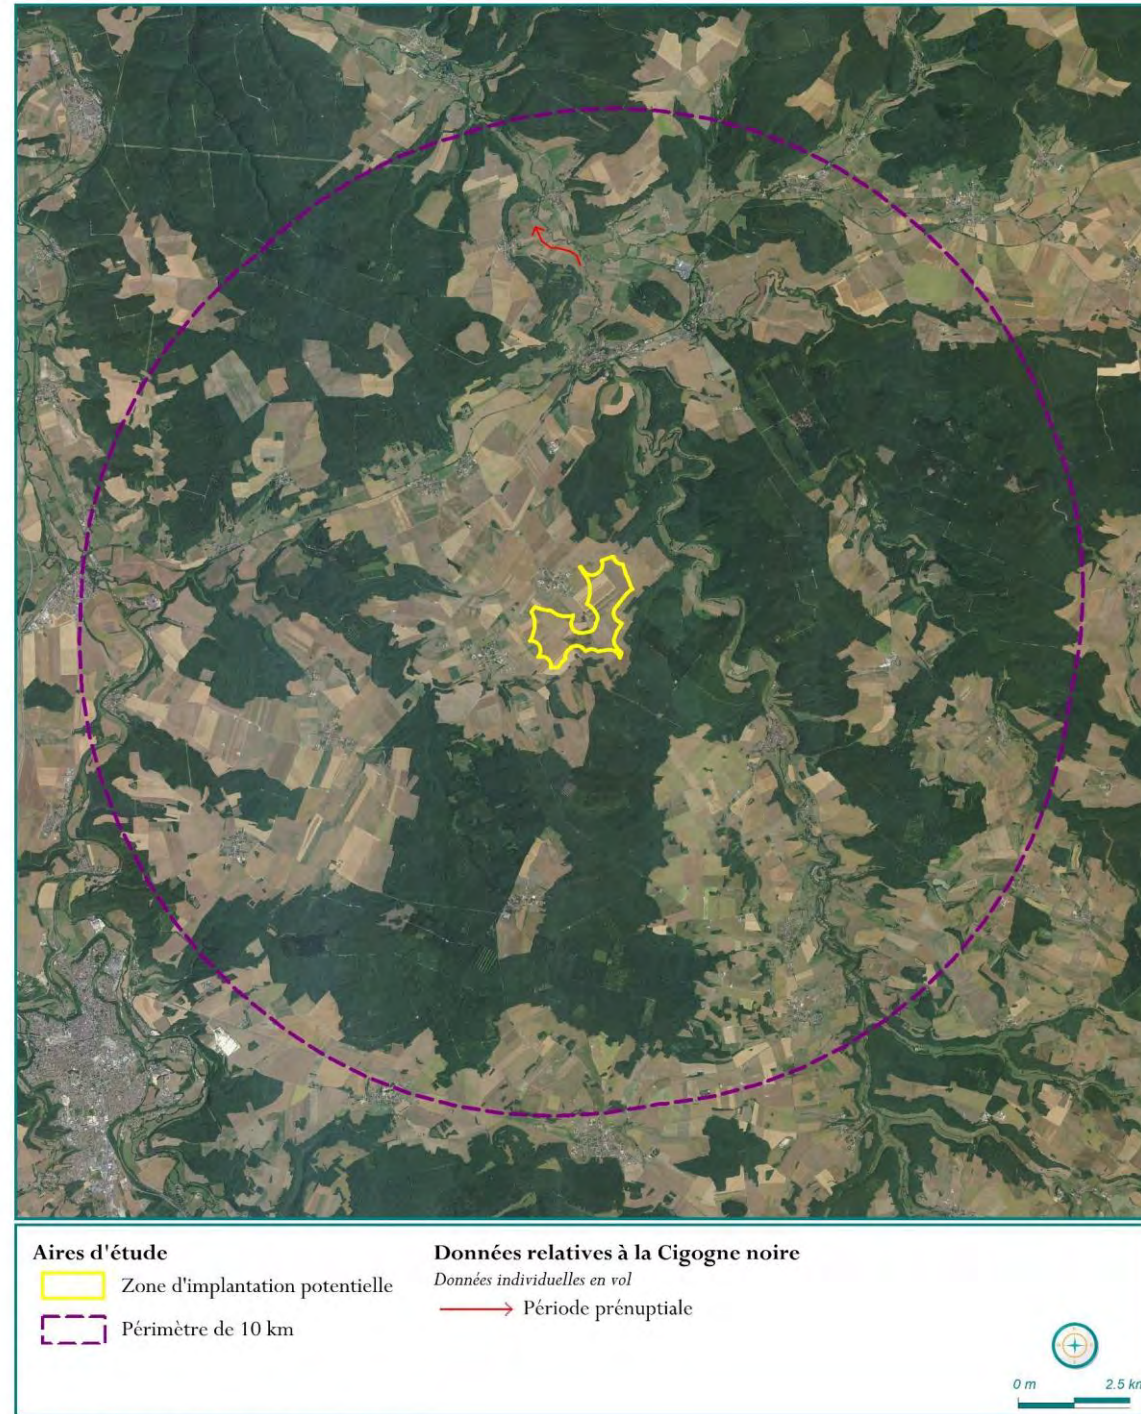 Aires d'étude
Zone d'implantation potentielle
Périmètre de 10 km
Données relatives à la Cigogne noire
Données individuelles en vol
Période prénuptiale
0 m 2.5 km